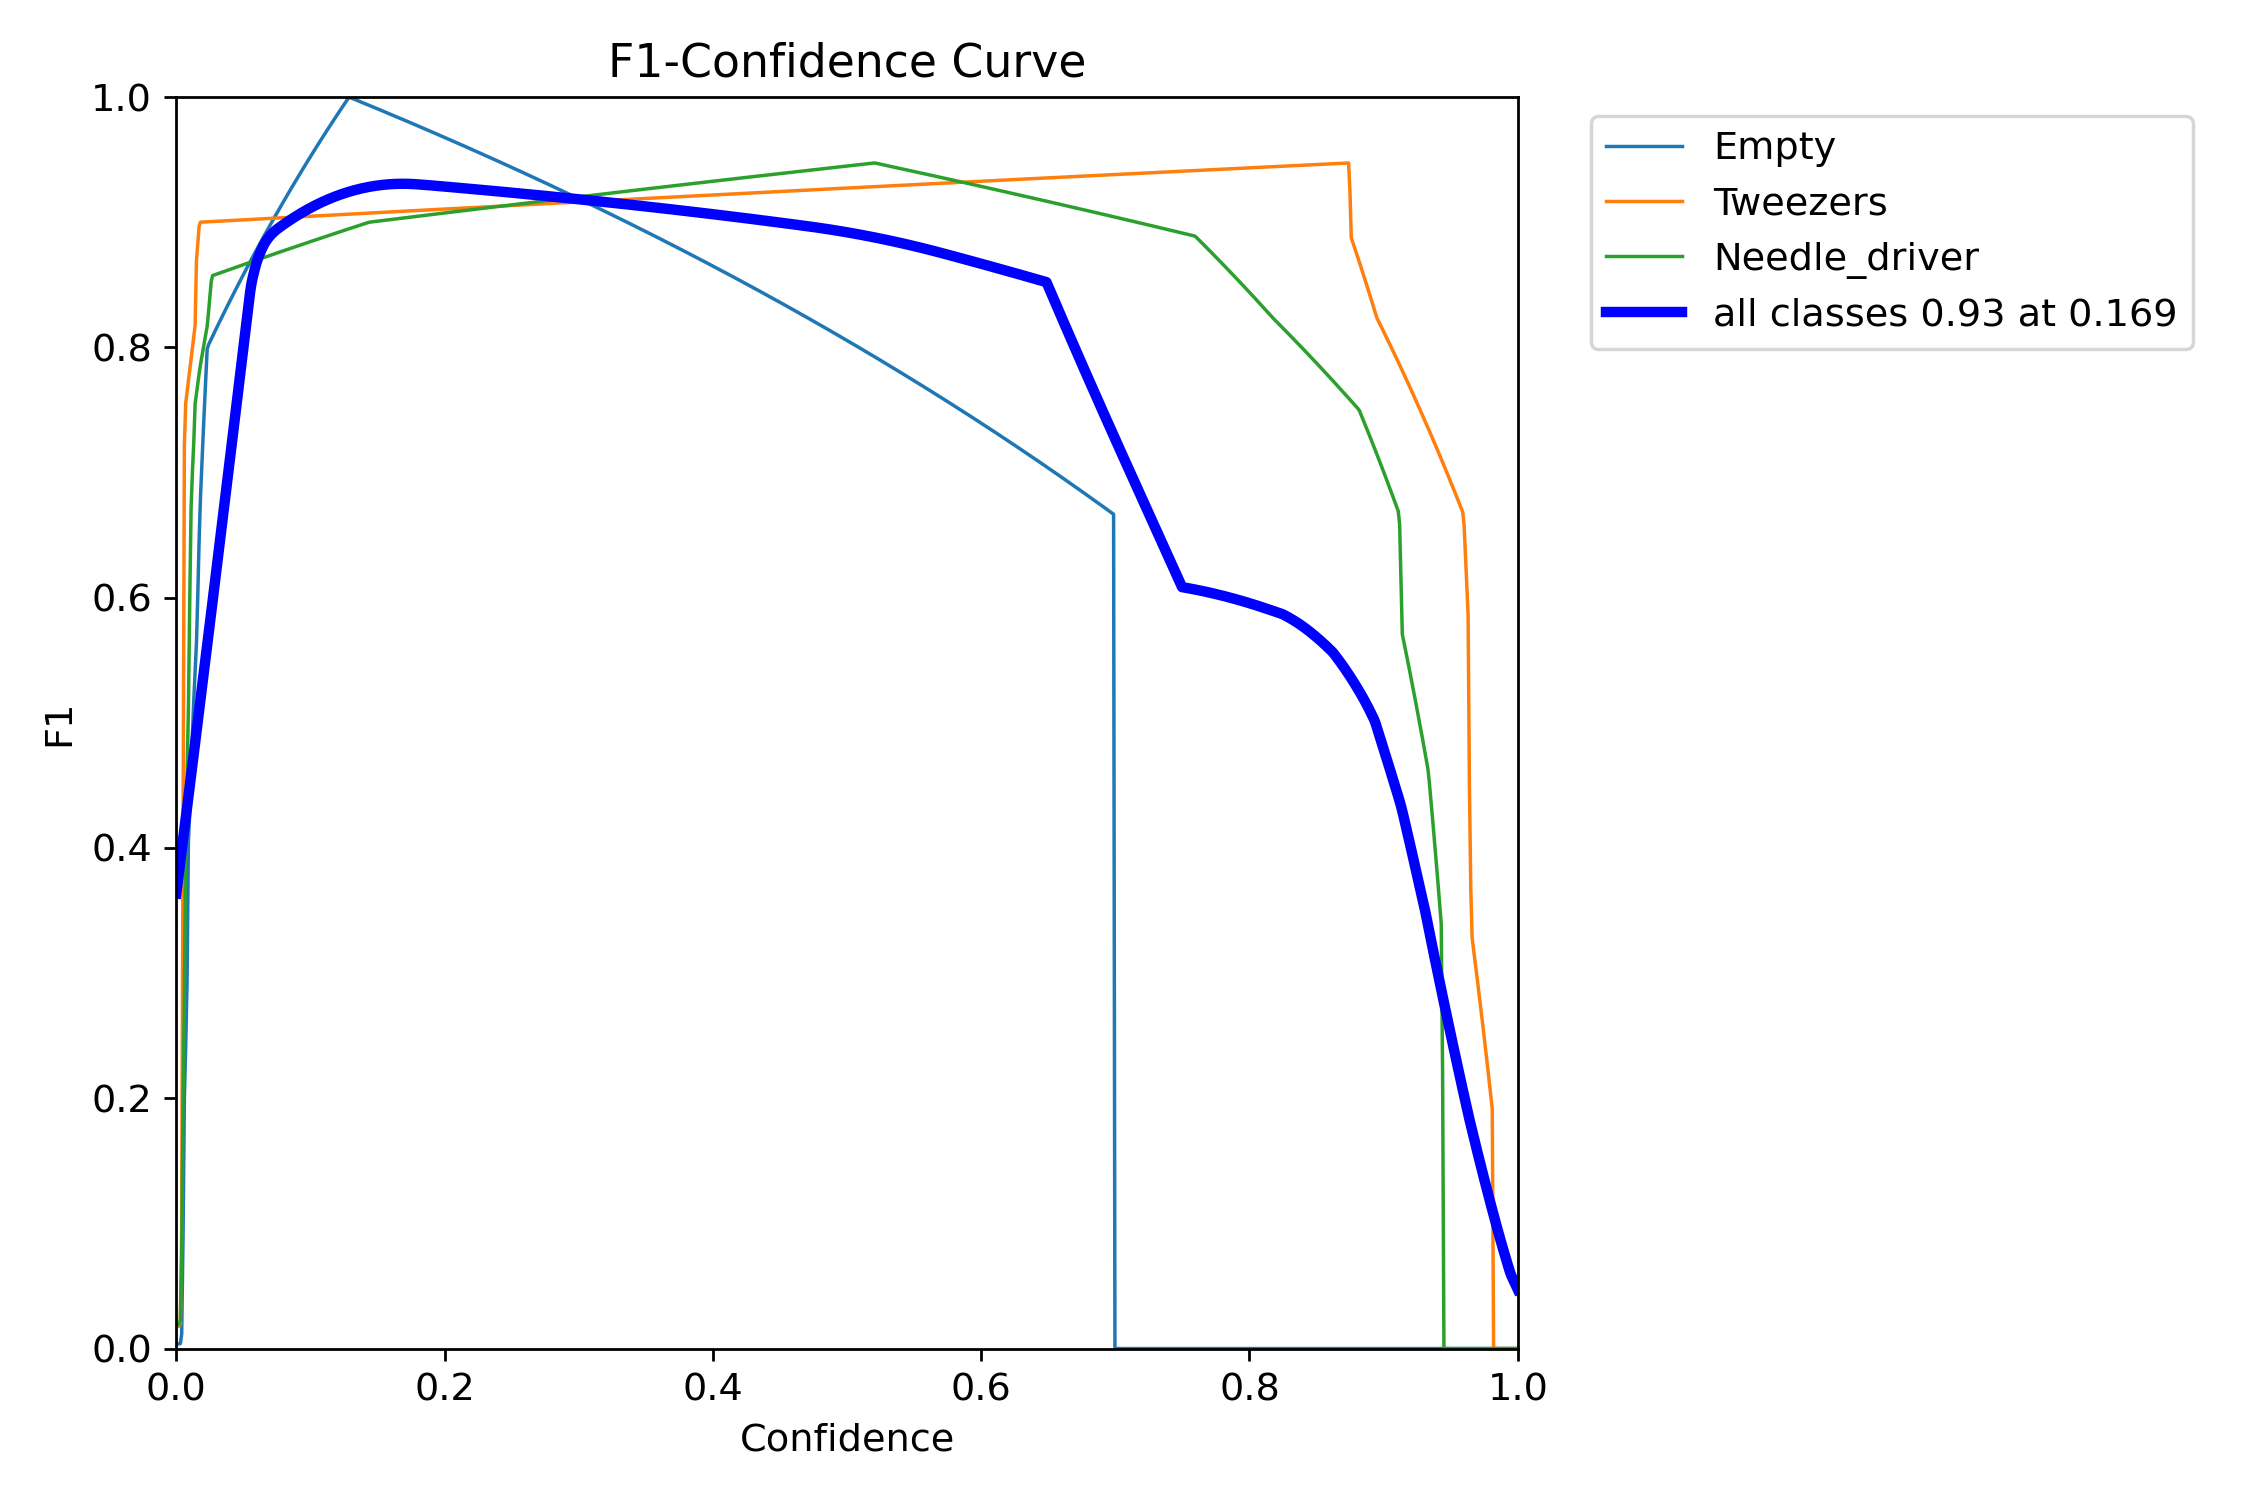 F1-Confidence Curve
1.0
0.8
0.6
0.4
0.2
0.0
F1
0.0 0.2 0.4 0.6 0.8 1.0
Confidence
Empty
Tweezers
Needle_driver
all classes 0.93 at 0.169